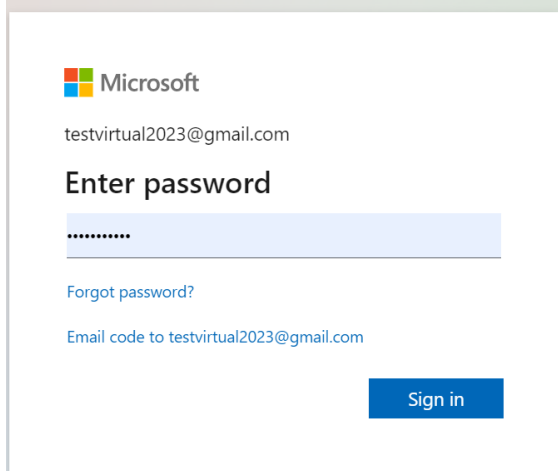 Microsoft
testvirtual2023@gmail.com
Enter password
•••••••••••
Forgot password?
Email code to testvirtual2023@gmail.com
Sign in